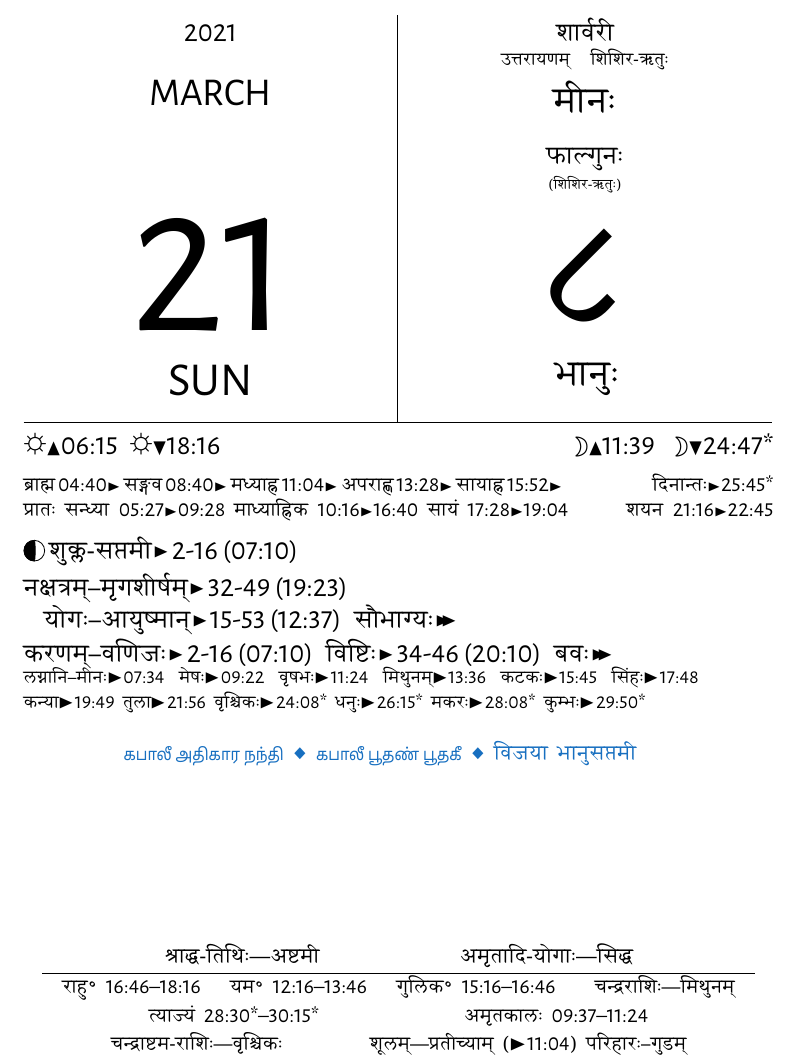 2021
MARCH
21
SUN
शार्वरी
उत्तरायणम् शिशिर-ऋतुः
मीनः
फाल्गुनः
(शिशिर-ऋतुः)
८
भानुः
☼▲06:15 ☼▼18:16 ☽▲11:39 ☽▼24:47*
ब्राह्म 04:40► सङ्गव 08:40► मध्याह्न 11:04► अपराह्ण 13:28► सायाह्न 15:52► दिनान्तः►25:45*
प्रातः सन्ध्या 05:27►09:28 माध्याह्निक 10:16►16:40 सायं 17:28►19:04 शयन 21:16►22:45
🌓शुक्ल-सप्तमी►2-16 (07:10)
नक्षत्रम्–मृगशीर्षम्►32-49 (19:23)
योगः–आयुष्मान्►15-53 (12:37) सौभाग्यः►►
करणम्–वणिजः►2-16 (07:10) विष्टिः►34-46 (20:10) बवः►►
लग्नानि–मीनः►07:34 मेषः►09:22 वृषभः►11:24 मिथुनम्►13:36 कटकः►15:45 सिंहः►17:48
कन्या►19:49 तुला►21:56 वृश्चिकः►24:08* धनुः►26:15* मकरः►28:08* कुम्भः►29:50*
கபாலீ அதிகார நந்தி ◆ கபாலீ பூதண் பூதகீ ◆ विजया भानुसप्तमी
श्राद्ध-तिथिः—अष्टमी अमृतादि-योगाः—सिद्ध
राहु° 16:46–18:16 यम° 12:16–13:46 गुलिक° 15:16–16:46 चन्द्रराशिः—मिथुनम्
त्याज्यं 28:30*–30:15* अमृतकालः 09:37–11:24
चन्द्राष्टम-राशिः—वृश्चिकः शूलम्—प्रतीच्याम् (►11:04) परिहारः–गुडम्